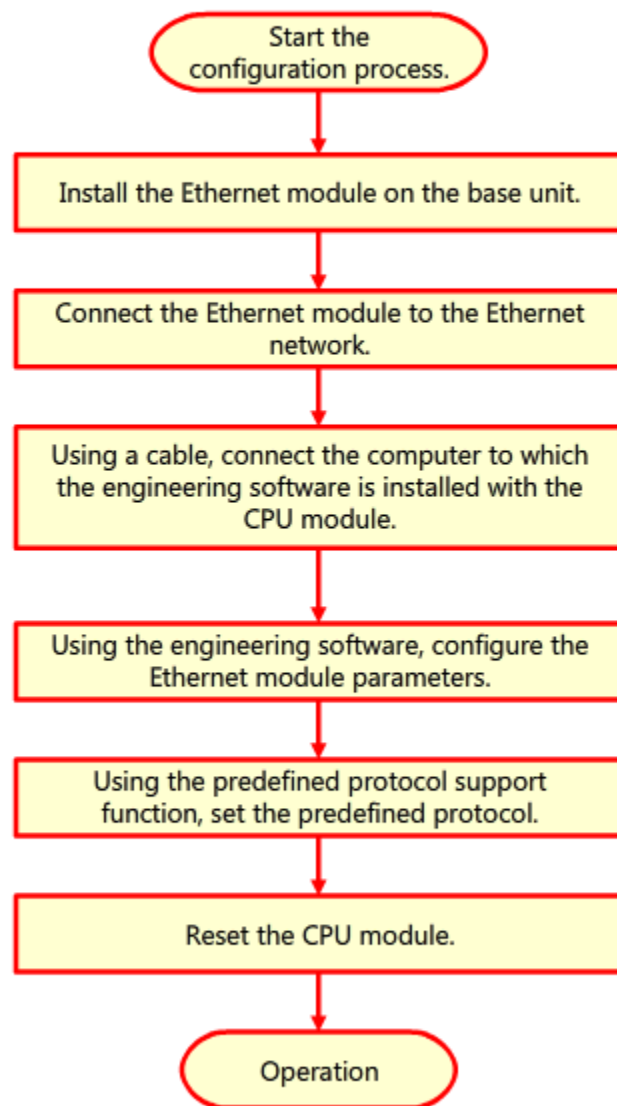 Start the
configuration process.
Install the Ethernet module on the base unit.
Connect the Ethernet module to the Ethernet
network.
Using a cable, connect the computer to which
the engineering software is installed with the
CPU module.
Using the engineering software, configure the
Ethernet module parameters.
Using the predefined protocol support
function, set the predefined protocol.
Reset the CPU module.
Operation